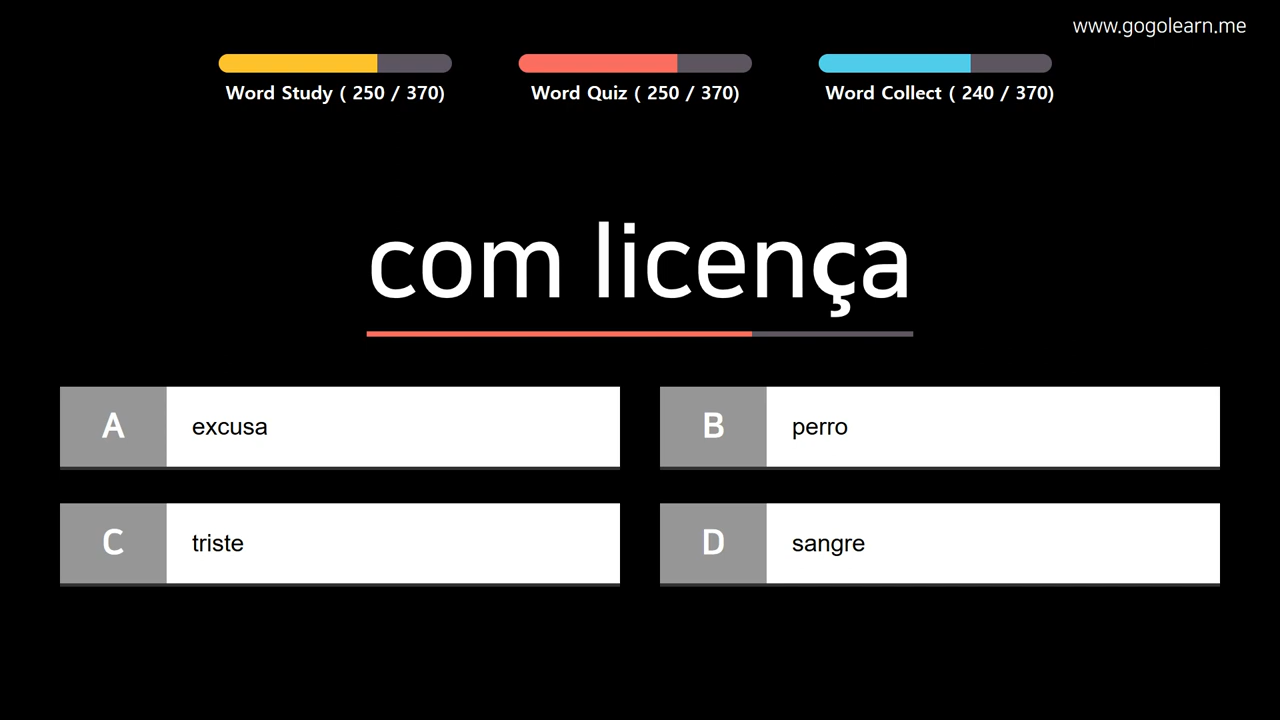 www.gogolearn.me
Word Study ( 250 / 370)
Word Quiz ( 250 / 370)
Word Collect ( 240 / 370)
com licença
A excusa
B perro
C triste
D sangre